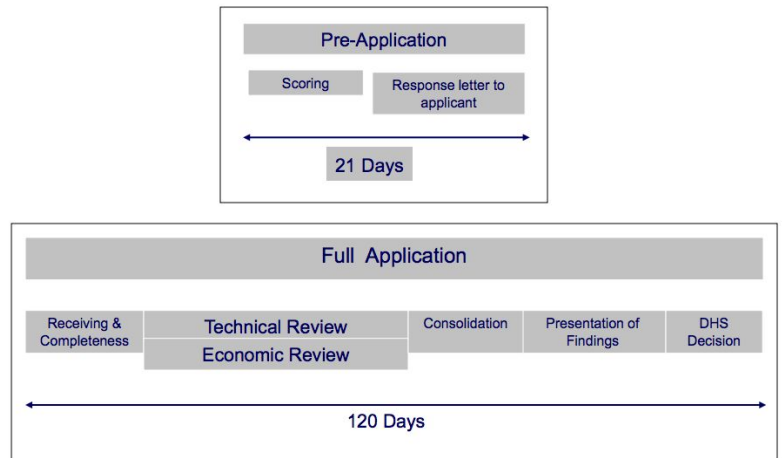 Pre-Application
Scoring
Response letter to
applicant
21 Days
Full Application
Receiving &
Completeness
Technical Review
Economic Review
Consolidation
Presentation of
Findings
DHS
Decision
120 Days